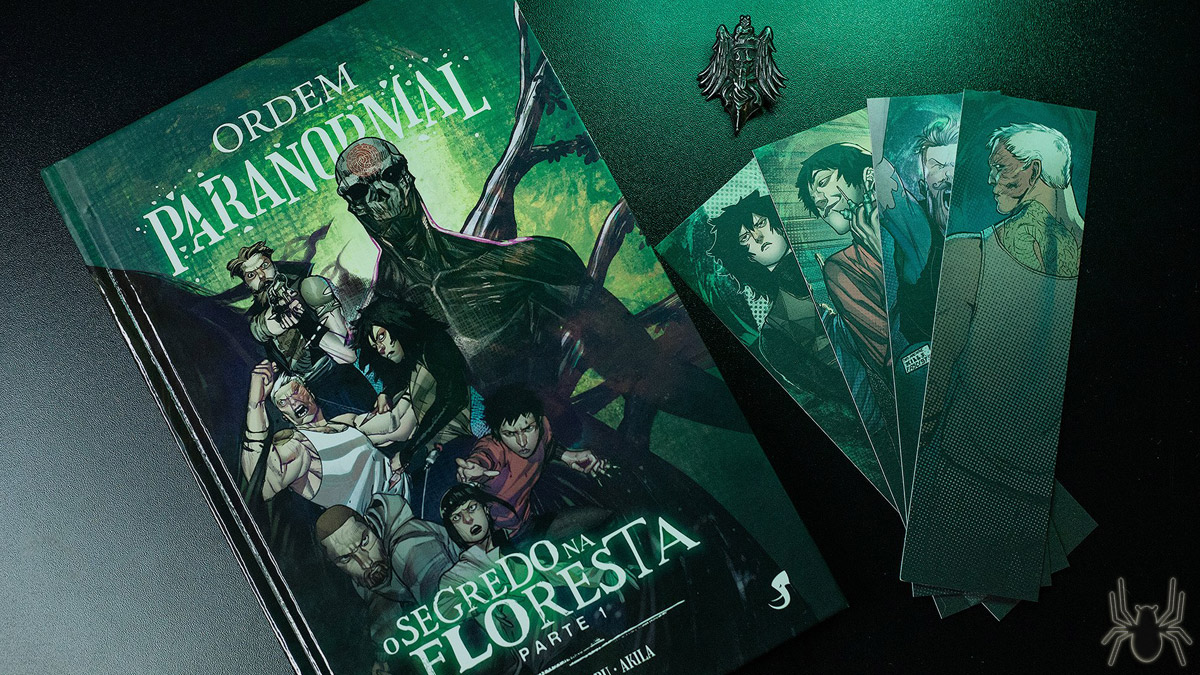 ORDEM
PARANORMAL
O SEGREDO NA
FLORESTA
PARTE 1
AKILA